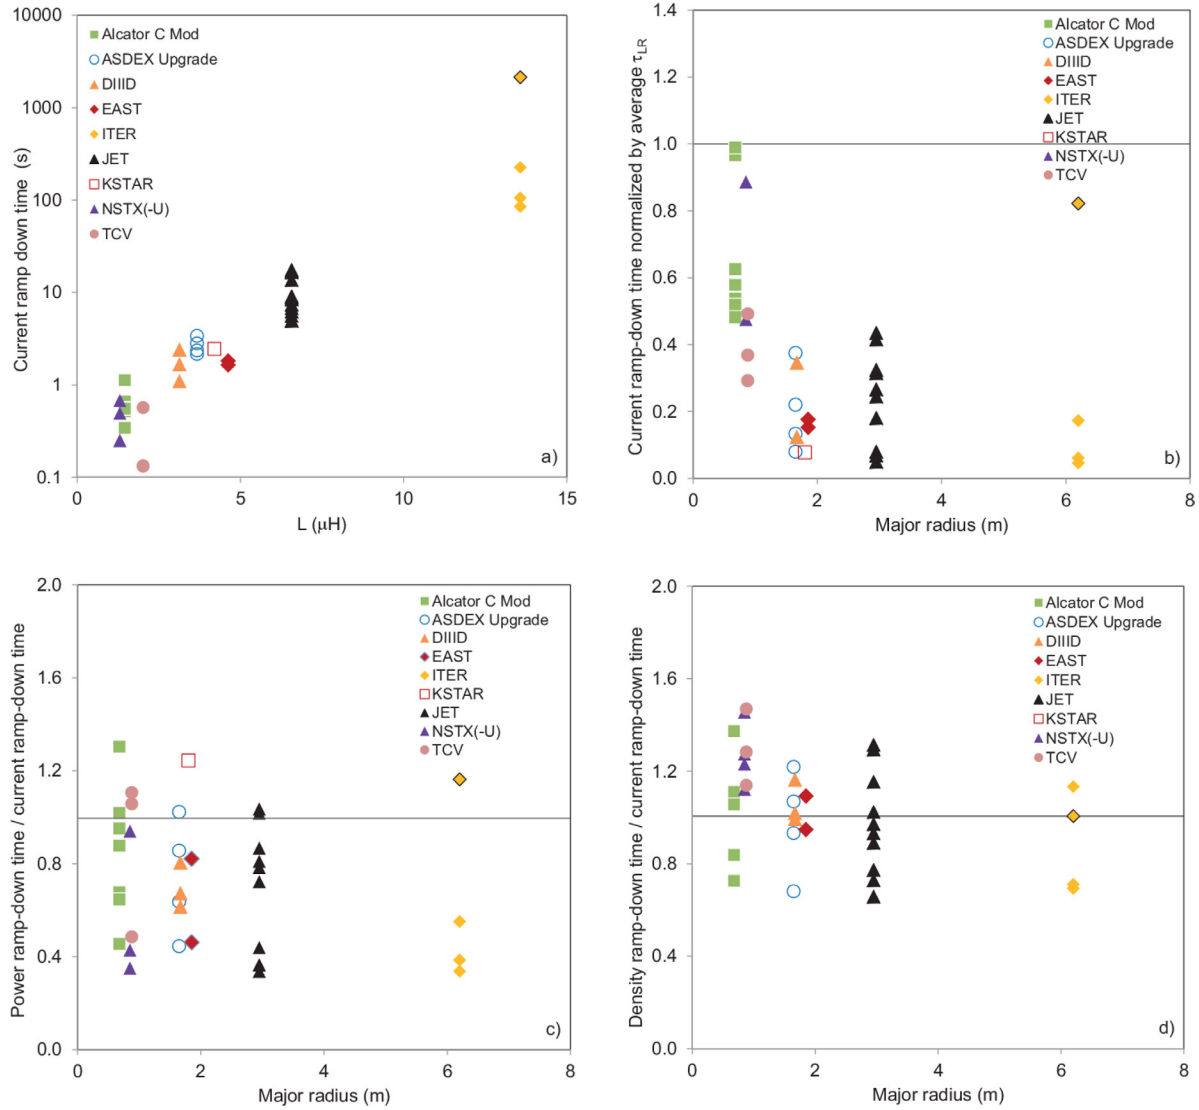 10000
1000
100
10
1
0.1
Current ramp down time (s)
Alcator C Mod
ASDEX Upgrade
DIIID
EAST
ITER
JET
KSTAR
NSTX(-U)
TCV
a)
0
5
10
15
L (μH)
1.4
1.2
1.0
0.8
0.6
0.4
0.2
0.0
Current ramp-down time normalized by average τLR
Alcator C Mod
ASDEX Upgrade
DIIID
EAST
ITER
JET
KSTAR
NSTX(-U)
TCV
b)
0
2
4
6
8
Major radius (m)
2.0
1.6
1.2
0.8
0.4
0.0
Power ramp-down time / current ramp-down time
Alcator C Mod
ASDEX Upgrade
DIIID
EAST
ITER
KSTAR
JET
NSTX(-U)
TCV
c)
0
2
4
6
8
Major radius (m)
2.0
1.6
1.2
0.8
0.4
0.0
Density ramp-down time / current ramp-down time
Alcator C Mod
ASDEX Upgrade
DIIID
EAST
ITER
JET
KSTAR
NSTX(-U)
TCV
d)
0
2
4
6
8
Major radius (m)